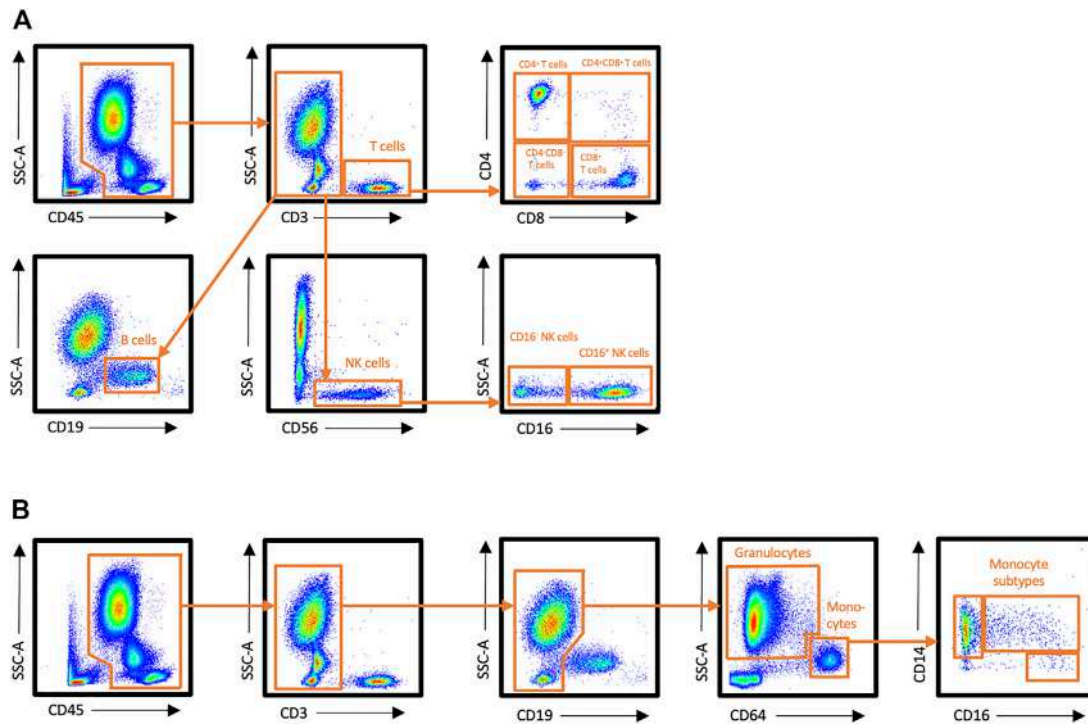 A
SSC-A
CD45
SSC-A
CD3
T cells
CD4
CD8
CD4+ T cells
CD4+CD8+ T cells
CD4-CD8-
T cells
CD8+
T cells
SSC-A
CD19
B cells
SSC-A
CD56
NK cells
SSC-A
CD16
CD16- NK cells
CD16+ NK cells
B
SSC-A
CD45
SSC-A
CD3
SSC-A
CD19
SSC-A
CD64
Granulocytes
Mono-
cytes
CD14
CD16
Monocyte
subtypes